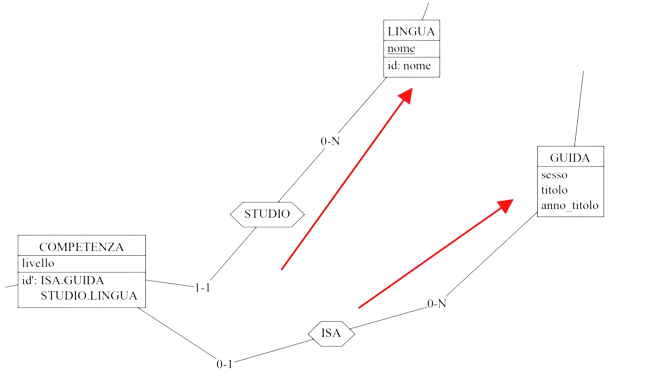 LINGUA
nome
id: nome
0-N
GUIDA
sesso
titolo
anno_titolo
STUDIO
COMPETENZA
livello
id': ISA.GUIDA
STUDIO.LINGUA
1-1
0-N
ISA
0-1